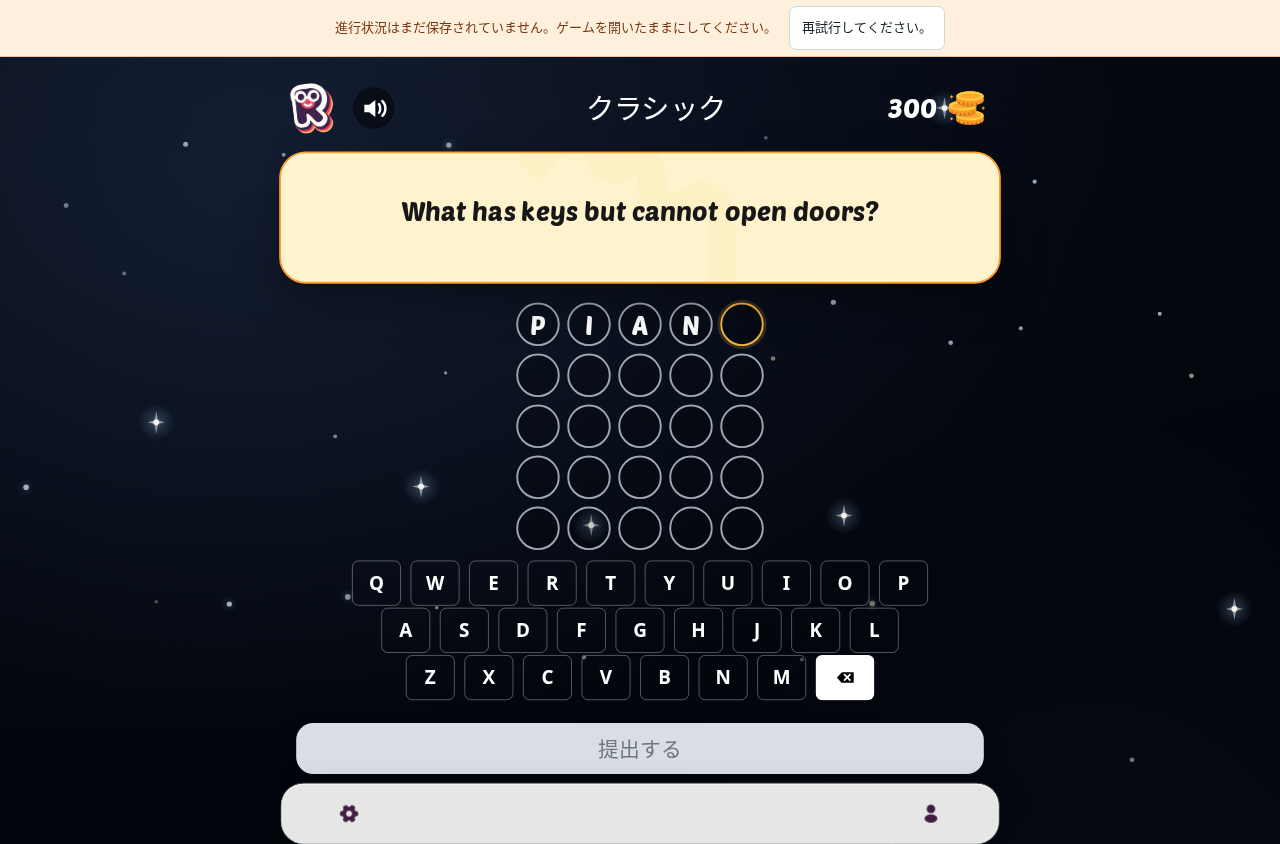 進行状況はまだ保存されていません。ゲームを開いたままにしてください。 再試行してください。
クラシック 300
What has keys but cannot open doors?
P I A N
Q W E R T Y U I O P
A S D F G H J K L
Z X C V B N M
提出する